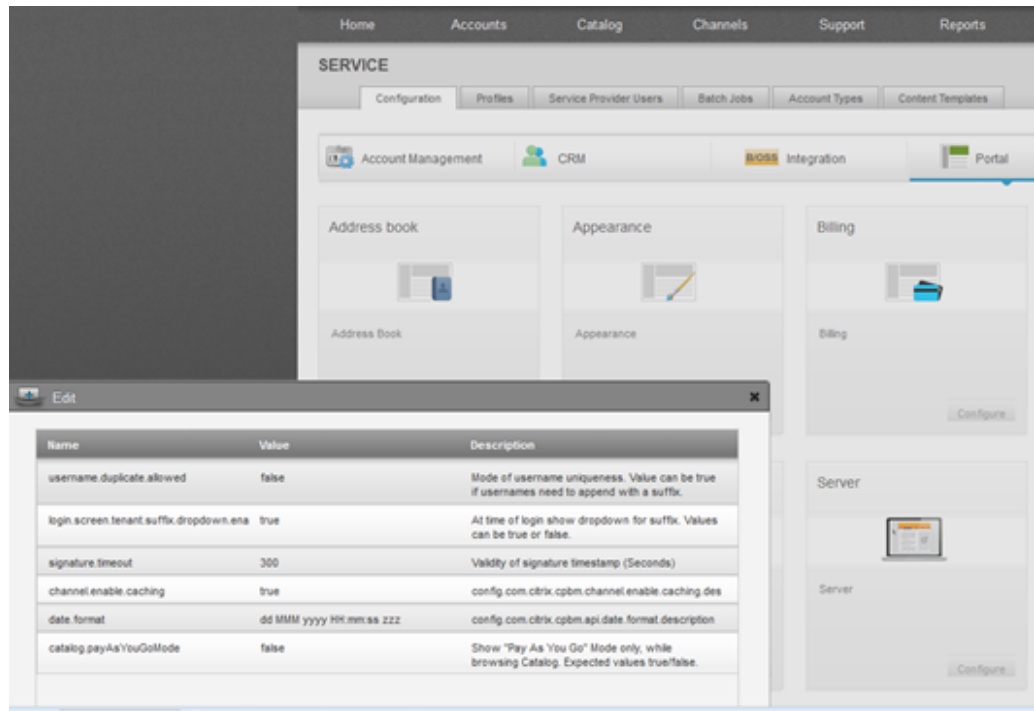 Home Accounts Catalog Channels Support Reports
SERVICE
Configuration Profiles Service Provider Users Batch Jobs Account Types Content Templates
Account Management CRM B/OSS Integration Portal
Address book Appearance Billing
Address Book Appearance Billing
Configure
Edit
Name Value Description
username.duplicate.allowed false Mode of username uniqueness. Value can be true
if usernames need to append with a suffix.
login.screen.tenant.suffix.dropdown.ena true At time of login show dropdown for suffix. Values
can be true or false.
signature.timeout 300 Validity of signature timestamp (Seconds)
channel.enable.caching true config.com.citrix.cpbm.channel.enable.caching.des
date.format dd MMM yyyy HH:mm:ss zzz config.com.citrix.cpbm.api.date.format.description
catalog.payAsYouGoMode false Show "Pay As You Go" Mode only, while
browsing Catalog. Expected values true/false.
Server
Server
Configure